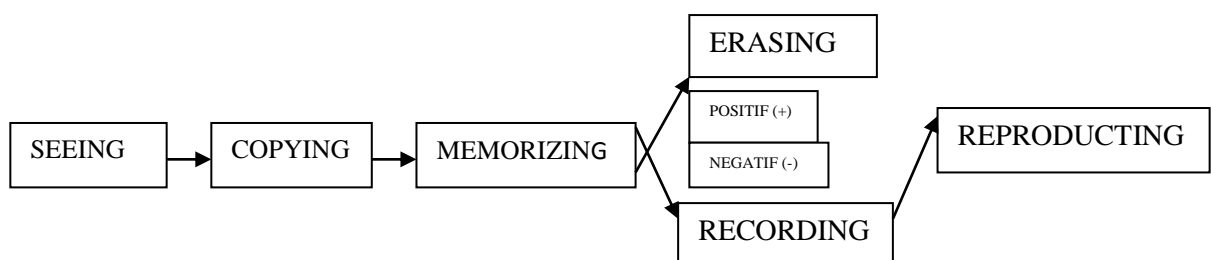 SEEING
COPYING
MEMORIZING
ERASING
POSITIF (+)
NEGATIF (-)
RECORDING
REPRODUCTING